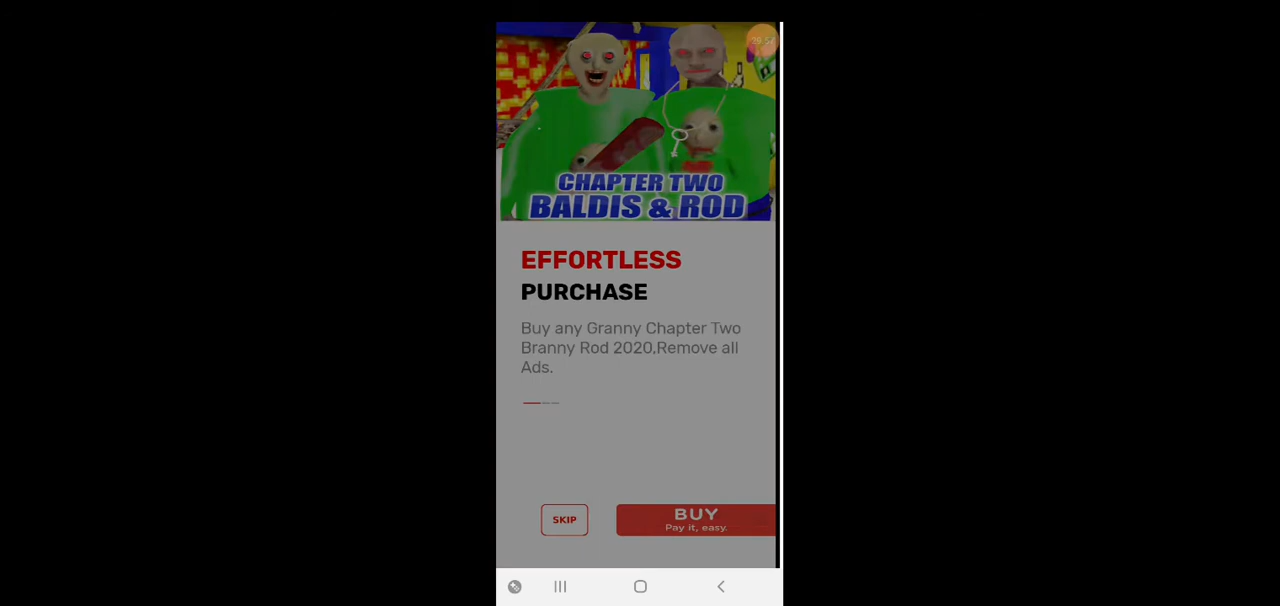 CHAPTER TWO
BALDIS & ROD
EFFORTLESS
PURCHASE
Buy any Granny Chapter Two
Branny Rod 2020,Remove all
Ads.
SKIP
BUY
Pay it, easy.